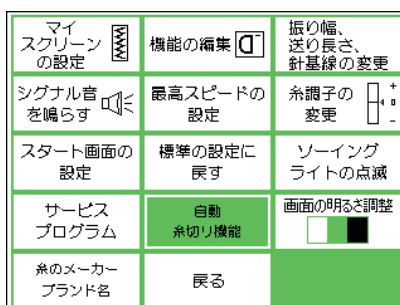 マイ
スクリーン
の設定
機能の編集
振り幅、
送り長さ、
針基線の変更
シグナル音
を鳴らす
最高スピードの
設定
糸調子の
変更
スタート画面の
設定
標準の設定に
戻す
ソーイング
ライトの点滅
サービス
プログラム
自動
糸切り機能
画面の明るさ調整
糸のメーカー
ブランド名
戻る